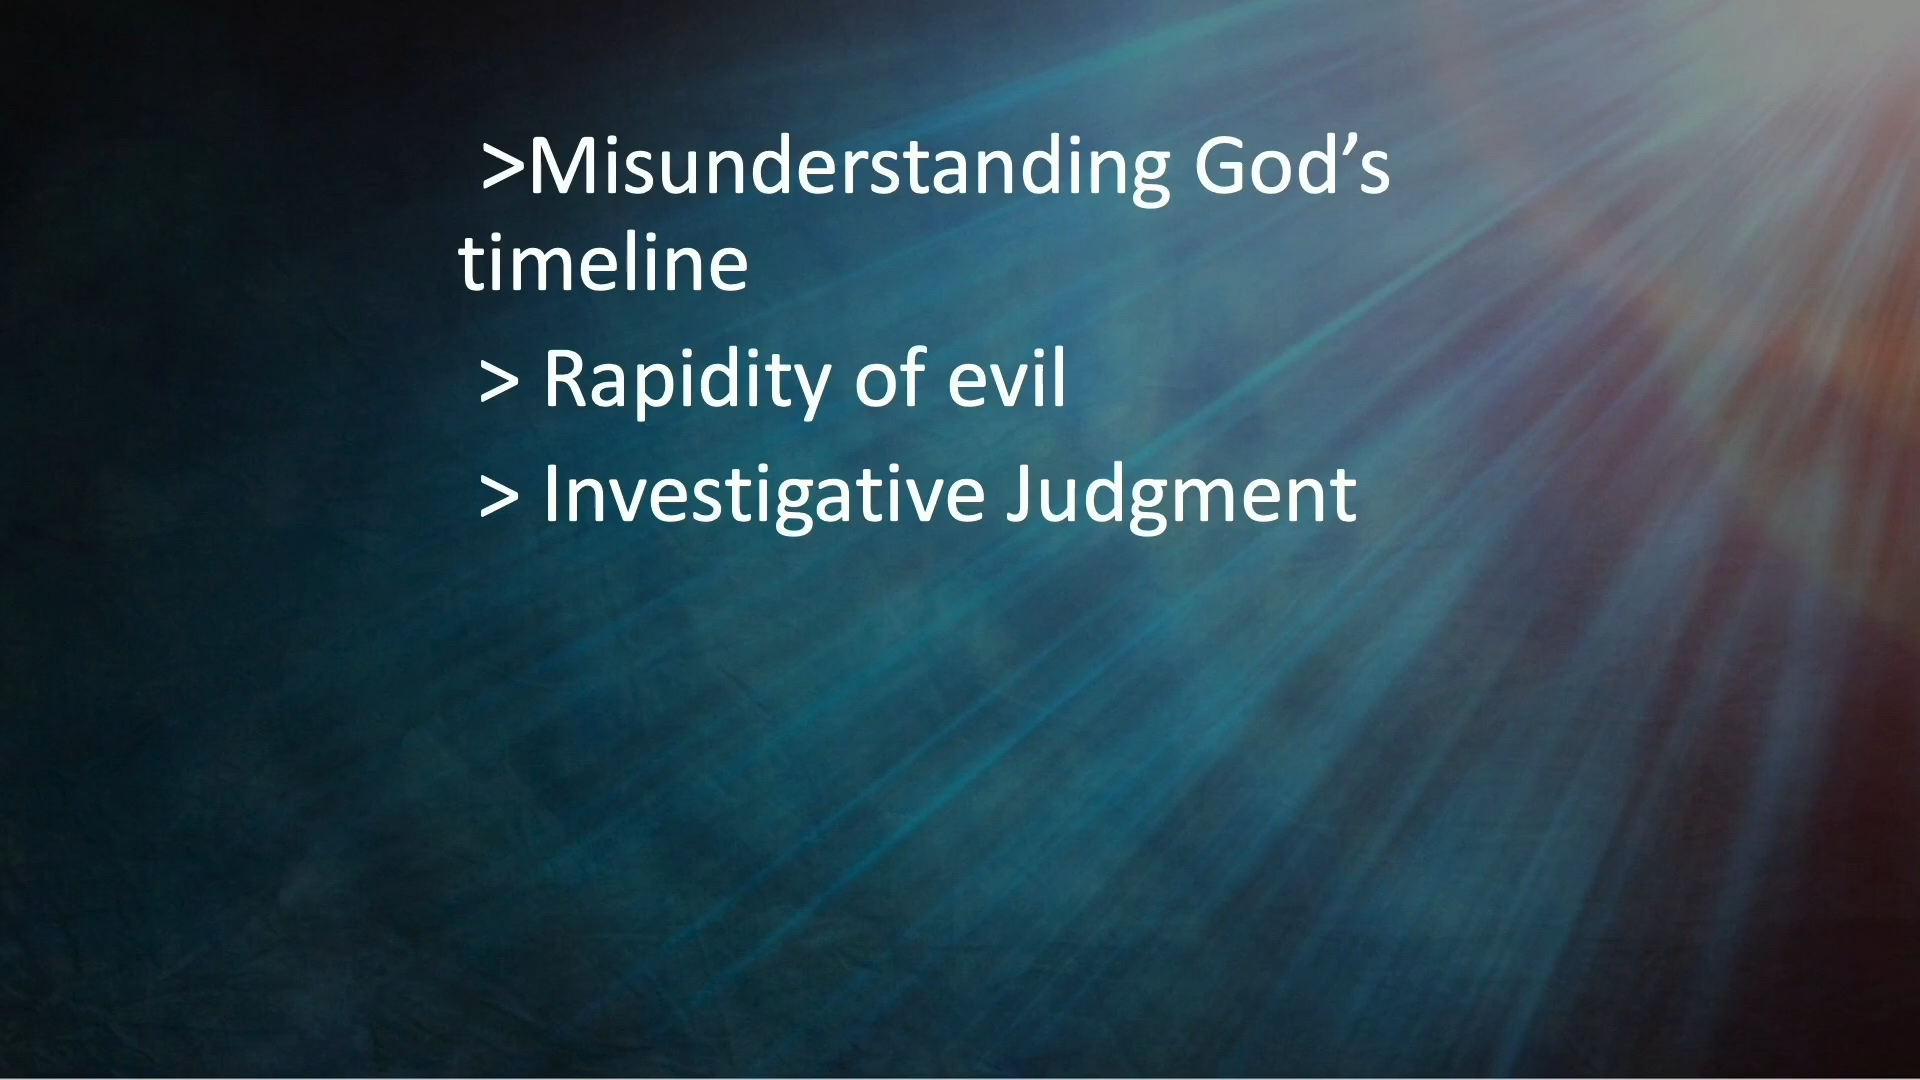 >Misunderstanding God’s
timeline
> Rapidity of evil
> Investigative Judgment